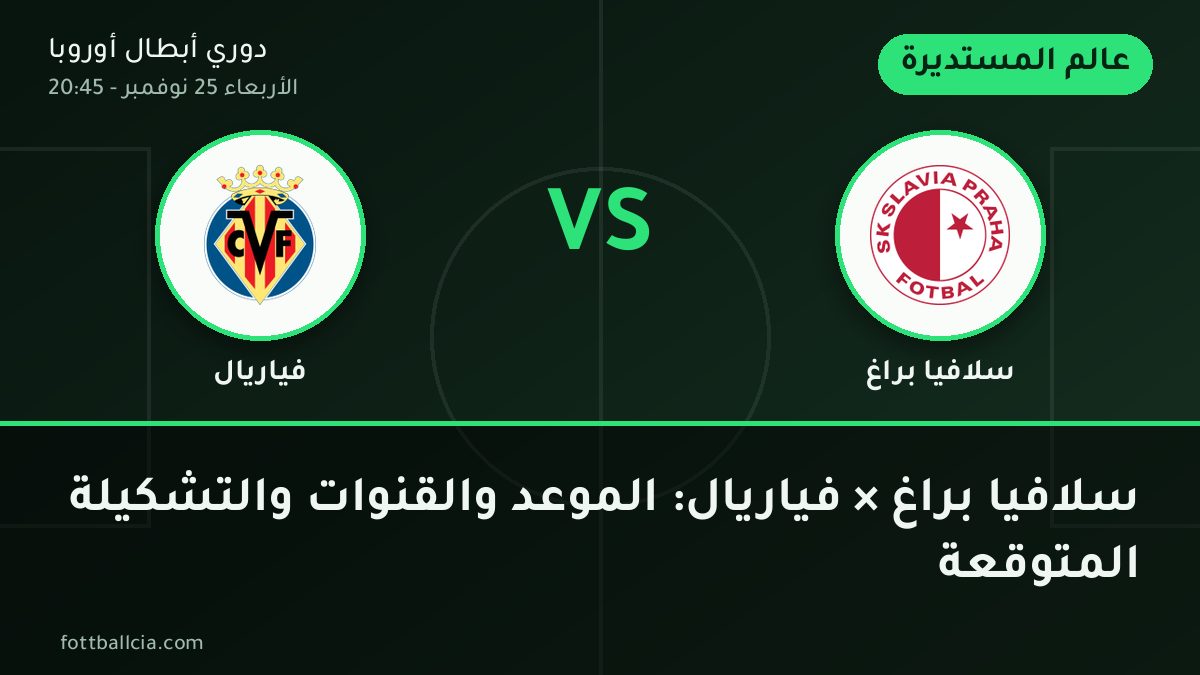 عالم المستديرة
دوري أبطال أوروبا
الأربعاء 25 نوفمبر - 20:45
SK SLAVIA PRAHA
FOTBAL
VS
CVF
سلافيا براغ
فياريال
سلافيا براغ × فياريال: الموعد والقنوات والتشكيلة
المتوقعة
fottballcia.com